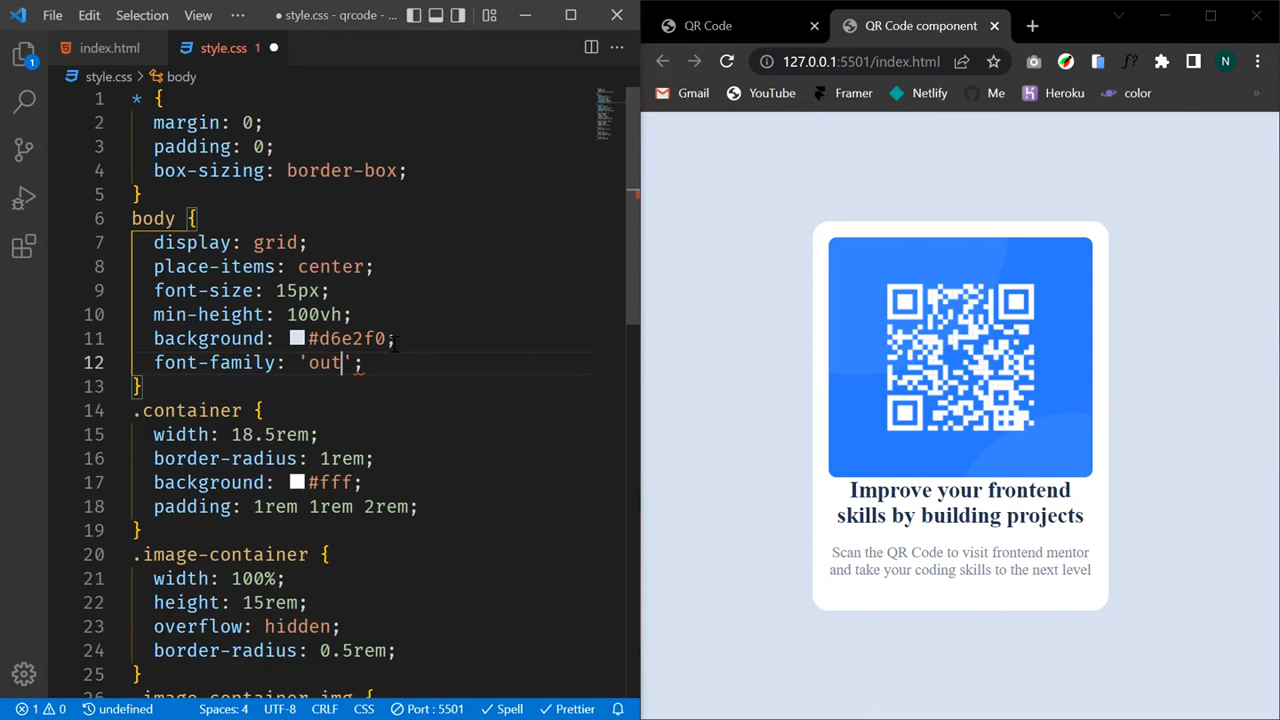 File Edit Selection View ··· ● style.css - qrcode - ...
index.html style.css 1 ●
style.css > body
1 * {
2 margin: 0;
3 padding: 0;
4 box-sizing: border-box;
5 }
6 body {
7 display: grid;
8 place-items: center;
9 font-size: 15px;
10 min-height: 100vh;
11 background: #d6e2f0;
12 font-family: 'out';
13 }
14 .container {
15 width: 18.5rem;
16 border-radius: 1rem;
17 background: #fff;
18 padding: 1rem 1rem 2rem;
19 }
20 .image-container {
21 width: 100%;
22 height: 15rem;
23 overflow: hidden;
24 border-radius: 0.5rem;
25 }
26 .image-container img {
1 0 undefined Spaces: 4 UTF-8 CRLF CSS Port : 5501 Spell Prettier
QR Code QR Code component
127.0.0.1:5501/index.html f? N
Gmail YouTube Framer Netlify Me Heroku color »
Improve your frontend
skills by building projects
Scan the QR Code to visit frontend mentor
and take your coding skills to the next level